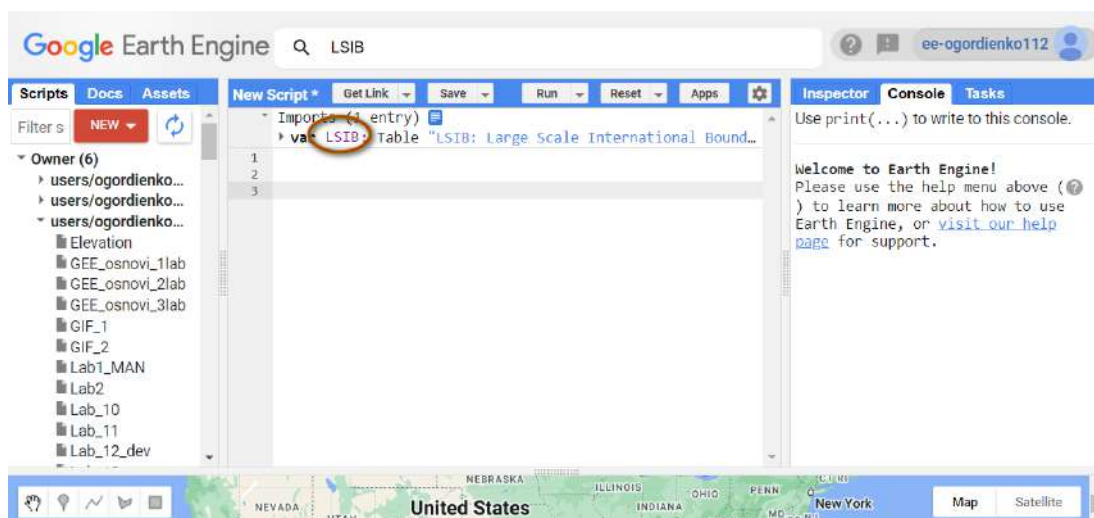 Google Earth Engine
LSIB
ee-ogordienko112
Scripts Docs Assets
Filter s
NEW
Owner (6)
users/ogordienko...
users/ogordienko...
users/ogordienko...
Elevation
GEE_osnovi_1lab
GEE_osnovi_2lab
GEE_osnovi_3lab
GIF_1
GIF_2
Lab1_MAN
Lab2
Lab_10
Lab_11
Lab_12_dev
New Script * Get Link Save Run Reset Apps
Imports (1 entry)
var LSIB: Table "LSIB: Large Scale International Bound…
1
2
3
Inspector Console Tasks
Use print(...) to write to this console.
Welcome to Earth Engine!
Please use the help menu above (
) to learn more about how to use
Earth Engine, or visit our help
page for support.
NEBRASKA
NEVADA
United States
ILLINOIS
INDIANA
OHIO
PENN
New York
Map Satellite